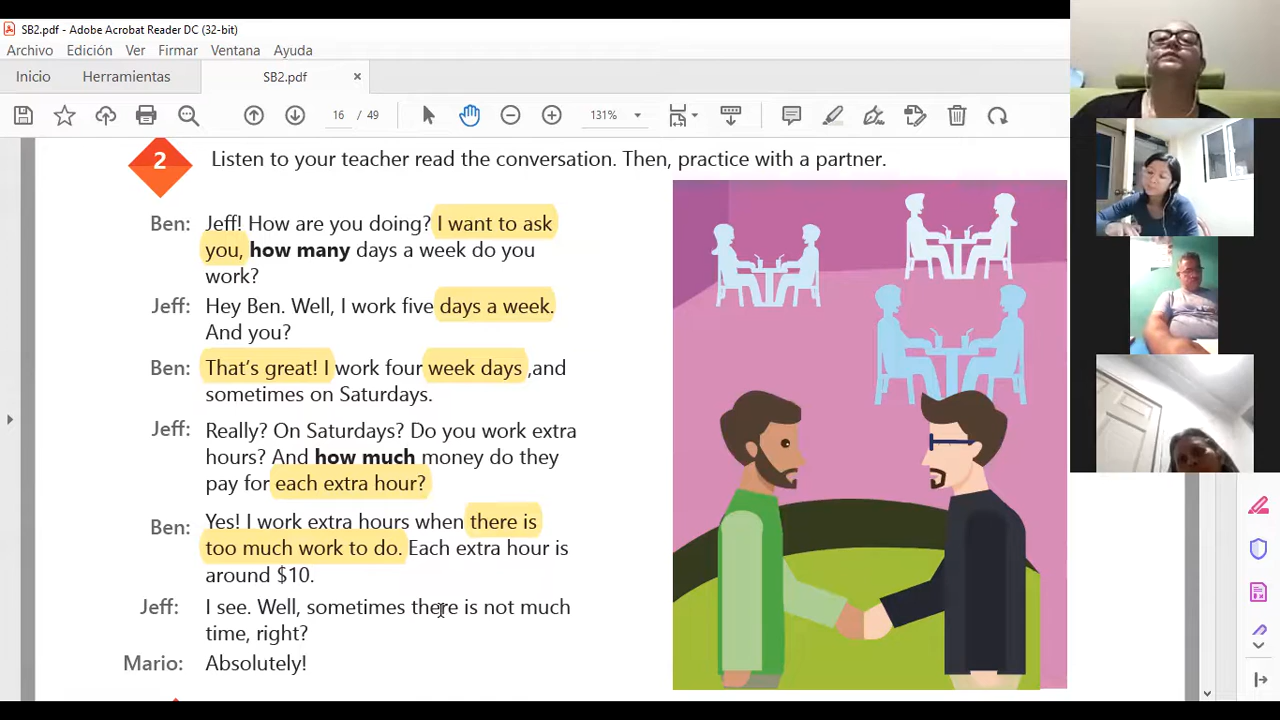 SB2.pdf - Adobe Acrobat Reader DC (32-bit)
Archivo Edición Ver Firmar Ventana Ayuda
Inicio Herramientas SB2.pdf ×
16 / 49 131%
2 Listen to your teacher read the conversation. Then, practice with a partner.
Ben: Jeff! How are you doing? I want to ask
you, how many days a week do you
work?
Jeff: Hey Ben. Well, I work five days a week.
And you?
Ben: That's great! I work four week days ,and
sometimes on Saturdays.
Jeff: Really? On Saturdays? Do you work extra
hours? And how much money do they
pay for each extra hour?
Ben: Yes! I work extra hours when there is
too much work to do. Each extra hour is
around $10.
Jeff: I see. Well, sometimes there is not much
time, right?
Mario: Absolutely!